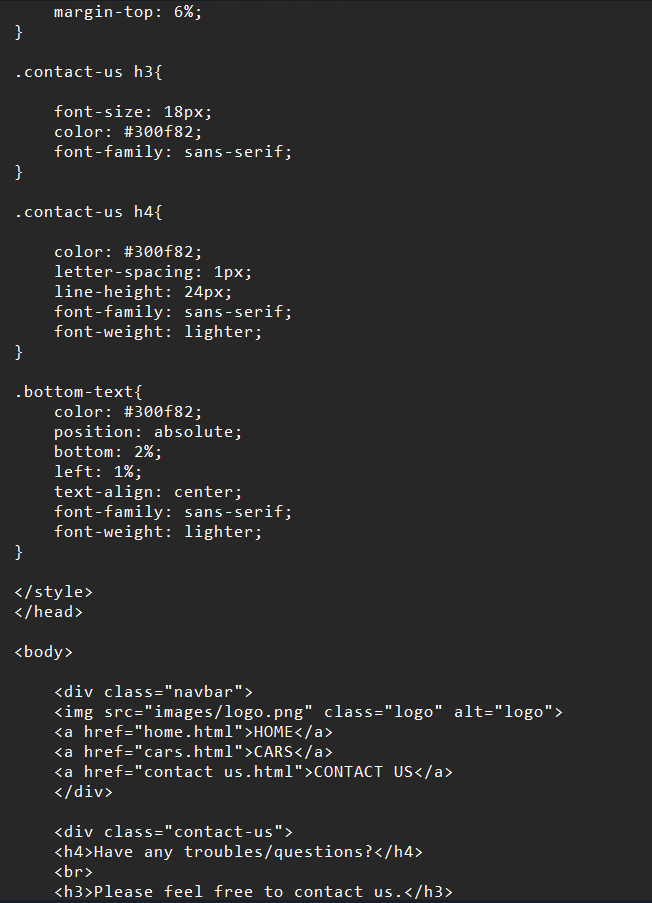 margin-top: 6%;
}
.contact-us h3{
font-size: 18px;
color: #300f82;
font-family: sans-serif;
}
.contact-us h4{
color: #300f82;
letter-spacing: 1px;
line-height: 24px;
font-family: sans-serif;
font-weight: lighter;
}
.bottom-text{
color: #300f82;
position: absolute;
bottom: 2%;
left: 1%;
text-align: center;
font-family: sans-serif;
font-weight: lighter;
}
</style>
</head>
<body>
<div class="navbar">
<img src="images/logo.png" class="logo" alt="logo">
<a href="home.html">HOME</a>
<a href="cars.html">CARS</a>
<a href="contact us.html">CONTACT US</a>
</div>
<div class="contact-us">
<h4>Have any troubles/questions?</h4>
<br>
<h3>Please feel free to contact us.</h3>